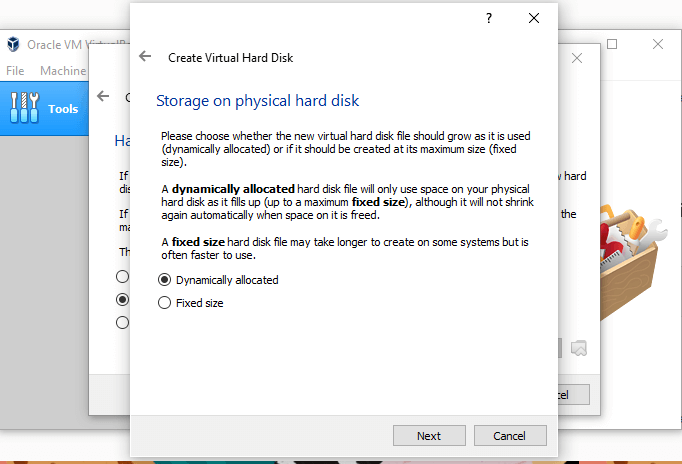 Oracle VM VirtualB
File Machine
Tools
Create Virtual Hard Disk
Storage on physical hard disk
Please choose whether the new virtual hard disk file should grow as it is used
(dynamically allocated) or if it should be created at its maximum size (fixed
size).
A dynamically allocated hard disk file will only use space on your physical
hard disk as it fills up (up to a maximum fixed size), although it will not shrink
again automatically when space on it is freed.
A fixed size hard disk file may take longer to create on some systems but is
often faster to use.
Dynamically allocated
Fixed size
Next Cancel
Ha
If
dis
If
ma
Th
hard
the
cel